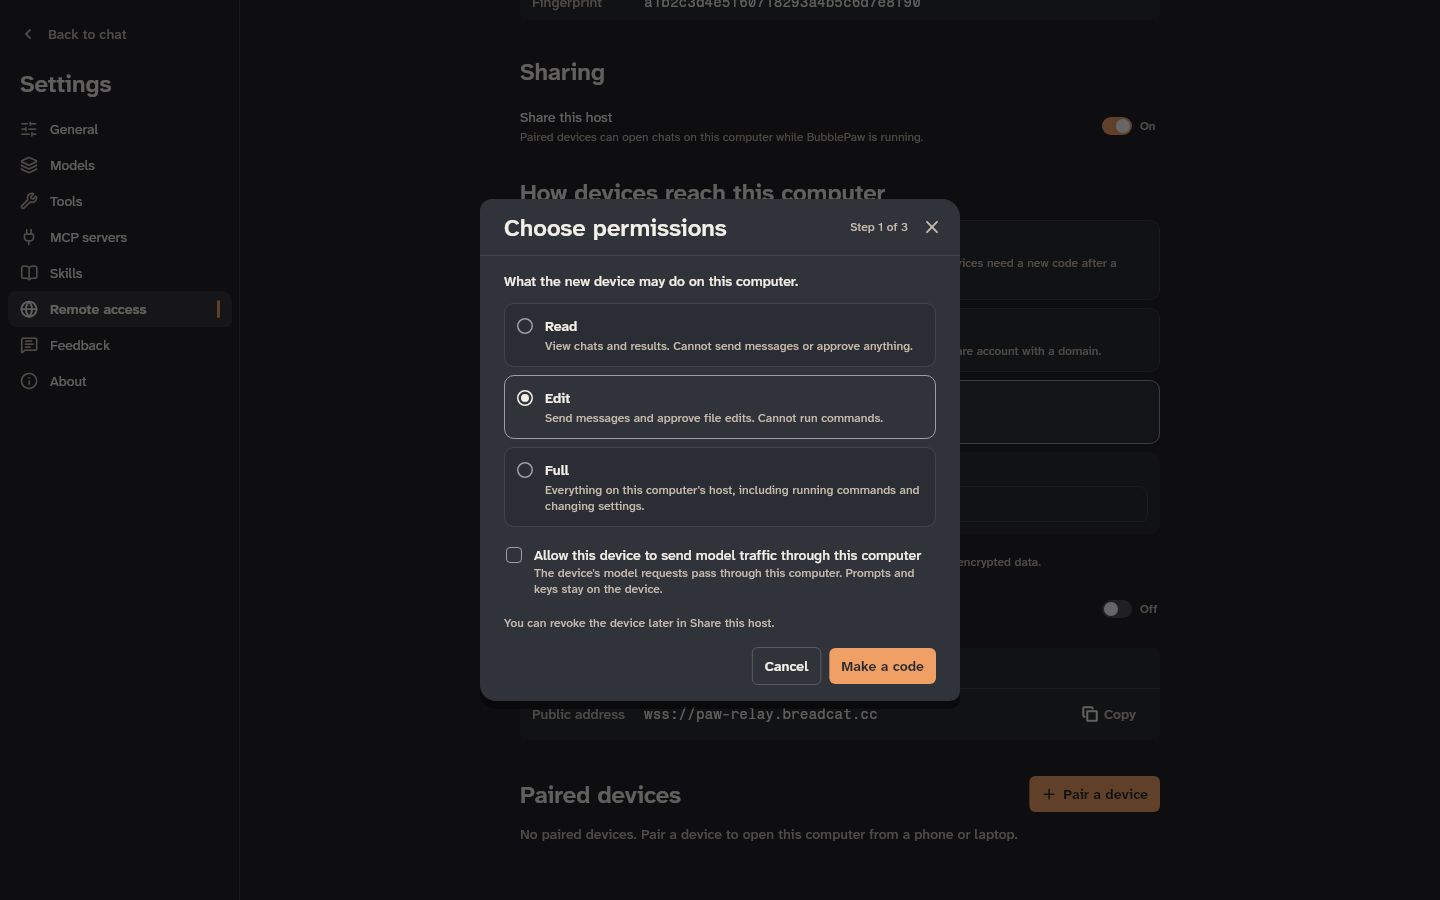 Back to chat
Settings
General
Models
Tools
MCP servers
Skills
Remote access
Feedback
About
Fingerprint
Sharing
Share this host
Paired devices can open chats on this computer while BubblePaw is running.
On
How devices reach this computer
Choose permissions
Step 1 of 3
What the new device may do on this computer.
Read
View chats and results. Cannot send messages or approve anything.
Edit
Send messages and approve file edits. Cannot run commands.
Full
Everything on this computer's host, including running commands and
changing settings.
Allow this device to send model traffic through this computer
The device's model requests pass through this computer. Prompts and
keys stay on the device.
You can revoke the device later in Share this host.
Cancel
Make a code
need a new code after a
account with a domain.
encrypted data.
Off
Public address
wss://paw-relay.breadcat.cc
Copy
Paired devices
Pair a device
No paired devices. Pair a device to open this computer from a phone or laptop.